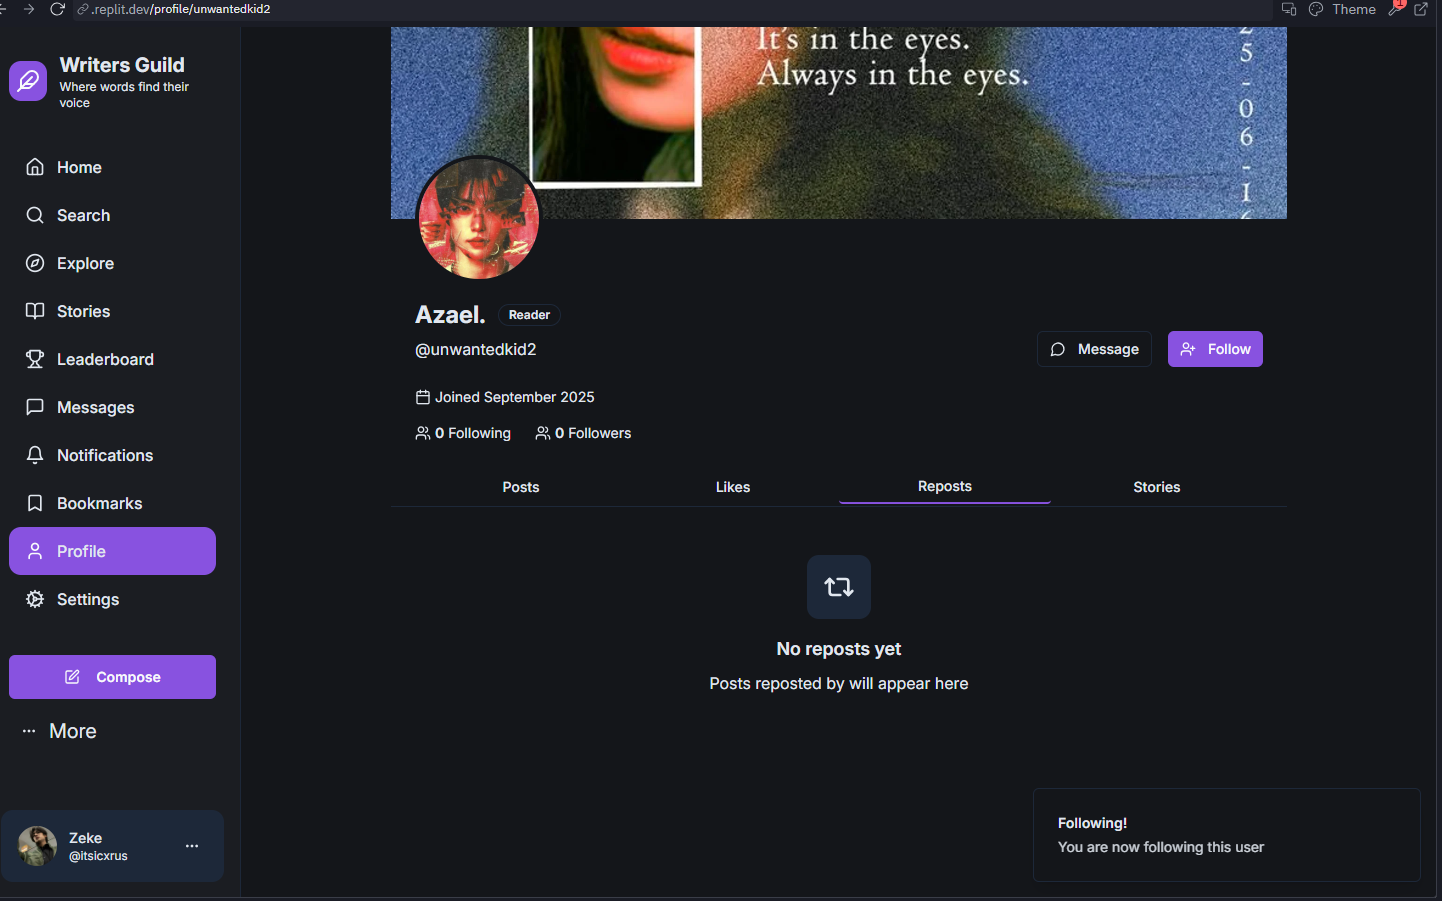 .replit.dev/profile/unwantedkid2
Theme
1
Writers Guild
Where words find their
voice
Home
Search
Explore
Stories
Leaderboard
Messages
Notifications
Bookmarks
Profile
Settings
Compose
More
Zeke
@itsicxrus
It's in the eyes.
Always in the eyes.
25-06-1
Azael.
Reader
@unwantedkid2
Message
Follow
Joined September 2025
0 Following
0 Followers
Posts
Likes
Reposts
Stories
No reposts yet
Posts reposted by will appear here
Following!
You are now following this user